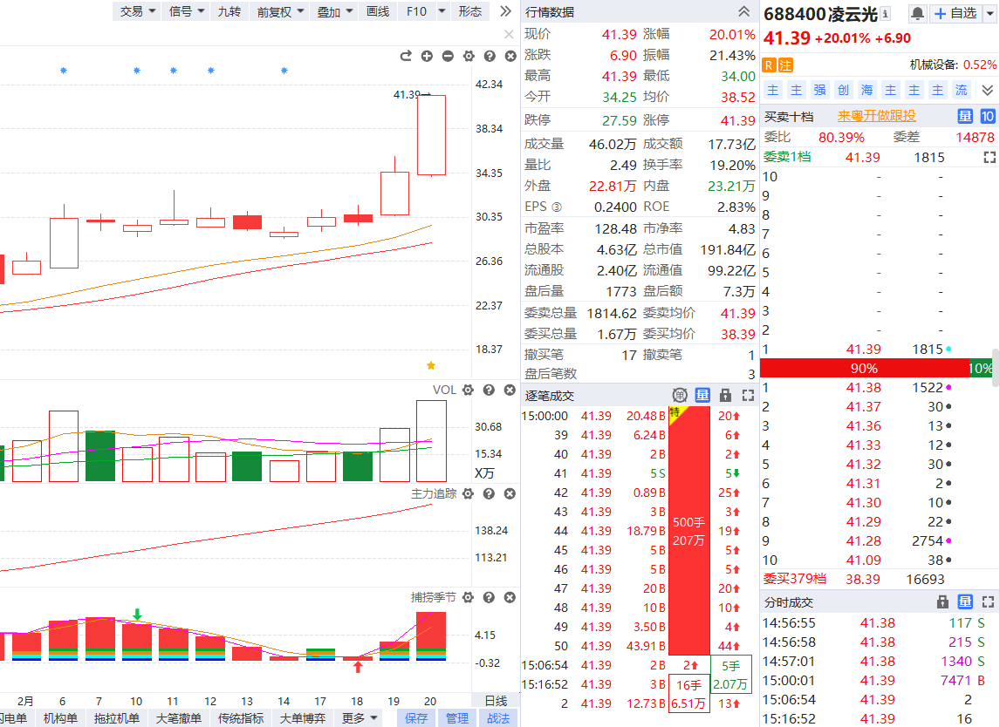 交易 信号 九转 前复权 叠加 画线 F10 形态
42.34
41.39
38.34
34.35
30.35
26.36
22.37
18.37
VOL
30.68
15.34
X万
主力追踪
138.24
113.21
捕捞季节
4.15
-0.32
2月 6 7 10 11 12 13 14 17 18 19 20 日线
闪电单 机构单 拖拉机单 大笔撤单 传统指标 大单博弈 更多 保存 管理 战法
行情数据
现价 41.39 涨幅 20.01%
涨跌 6.90 振幅 21.43%
最高 41.39 最低 34.00
今开 34.25 均价 38.52
跌停 27.59 涨停 41.39
成交量 46.02万 成交额 17.73亿
量比 2.49 换手率 19.20%
外盘 22.81万 内盘 23.21万
EPS ③ 0.2400 ROE 2.83%
市盈率 128.48 市净率 4.83
总股本 4.63亿 总市值 191.84亿
流通股 2.40亿 流通值 99.22亿
盘后量 1773 盘后额 7.3万
委卖总量 1814.62 委卖均价 41.39
委买总量 1.67万 委买均价 38.39
撤买笔 17 撤卖笔 1
盘后笔数 3
逐笔成交 单 量
15:00:00 41.39 20.48 B 特 20
39 41.39 6.24 B 6
40 41.39 2 B 2
41 41.39 5 S 5
42 41.39 0.89 B 25
43 41.39 3 B 3
500手
44 41.39 18.79 B 19
207万
45 41.39 5 B 5
46 41.39 5 B 5
47 41.39 20 B 20
48 41.39 10 B 10
49 41.39 3.50 B 4
50 41.39 43.91 B 44
15:06:54 41.39 2 B 2 5手
15:16:52 41.39 3 B 16手 2.07万
2 41.39 12.73 B 6.51万 13
688400 凌云光 自选
41.39 +20.01% +6.90
R 注 机械设备: 0.52%
主 主 强 创 海 主 主 主 流
买卖十档 来粤开做跟投 量 10
委比 80.39% 委差 14878
委卖1档 41.39 1815
10 - -
9 - -
8 - -
7 - -
6 - -
5 - -
4 - -
3 - -
2 - -
1 41.39 1815
90% 10%
1 41.38 1522
2 41.37 30
3 41.36 13
4 41.33 12
5 41.32 30
6 41.31 2
7 41.30 10
8 41.29 22
9 41.28 2754
10 41.09 38
委买379档 38.39 16693
分时成交 量
14:56:55 41.38 117 S
14:56:58 41.38 215 S
14:57:01 41.38 1340 S
15:00:01 41.39 7471 B
15:06:54 41.39 2
15:16:52 41.39 16